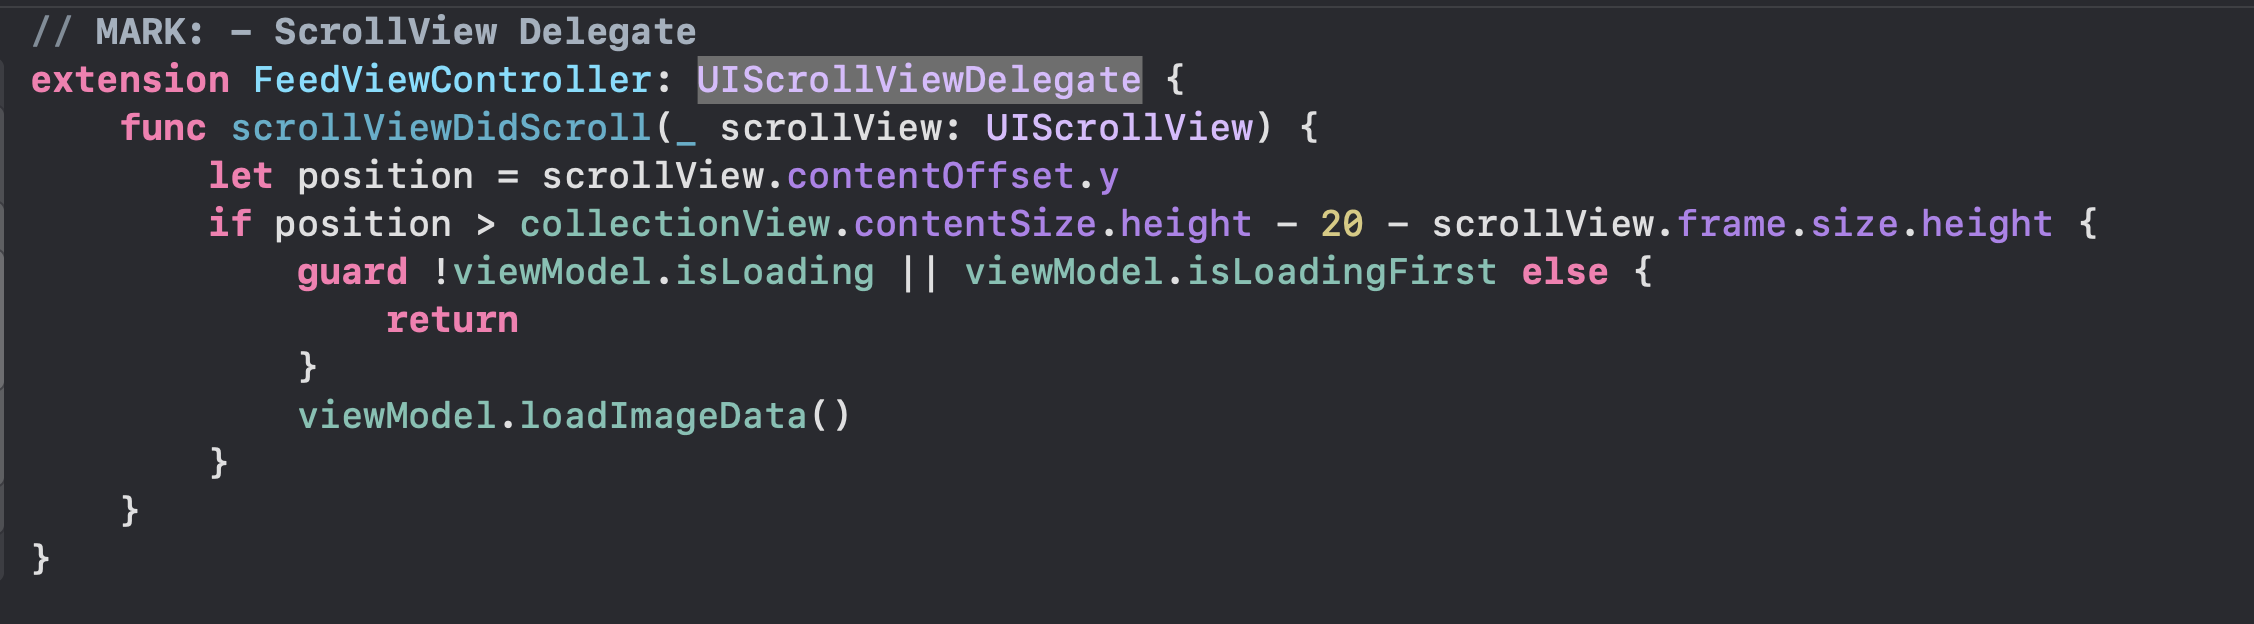 // MARK: - ScrollView Delegate
extension FeedViewController: UIScrollViewDelegate {
    func scrollViewDidScroll(_ scrollView: UIScrollView) {
        let position = scrollView.contentOffset.y
        if position > collectionView.contentSize.height - 20 - scrollView.frame.size.height {
            guard !viewModel.isLoading || viewModel.isLoadingFirst else {
                return
            }
            viewModel.loadImageData()
        }
    }
}